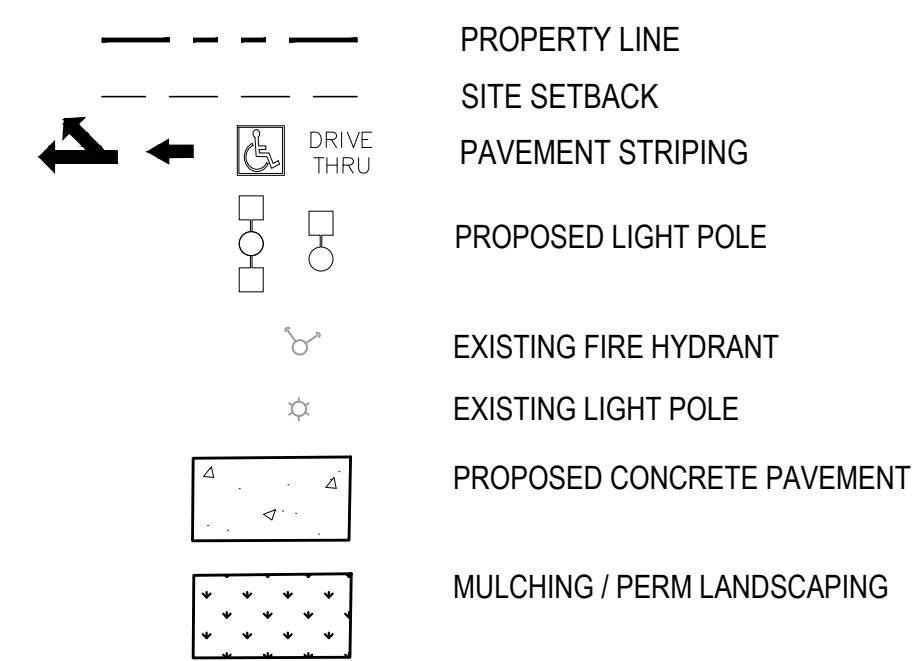 PROPERTY LINE
SITE SETBACK
DRIVE
THRU
PAVEMENT STRIPING
PROPOSED LIGHT POLE
EXISTING FIRE HYDRANT
EXISTING LIGHT POLE
PROPOSED CONCRETE PAVEMENT
MULCHING / PERM LANDSCAPING